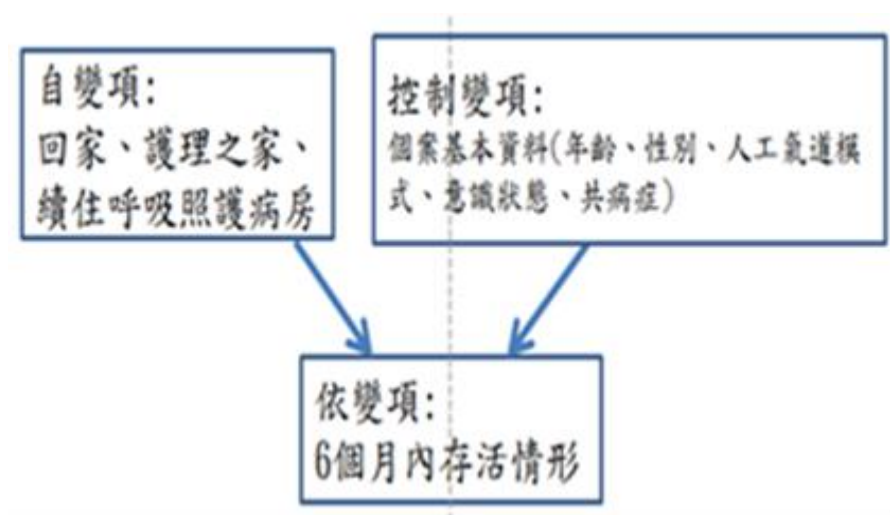 自變項:
回家、護理之家、
續住呼吸照護病房
控制變項:
個案基本資料(年齡、性別、人工氣道模
式、意識狀態、共病症)
依變項:
6個月內存活情形